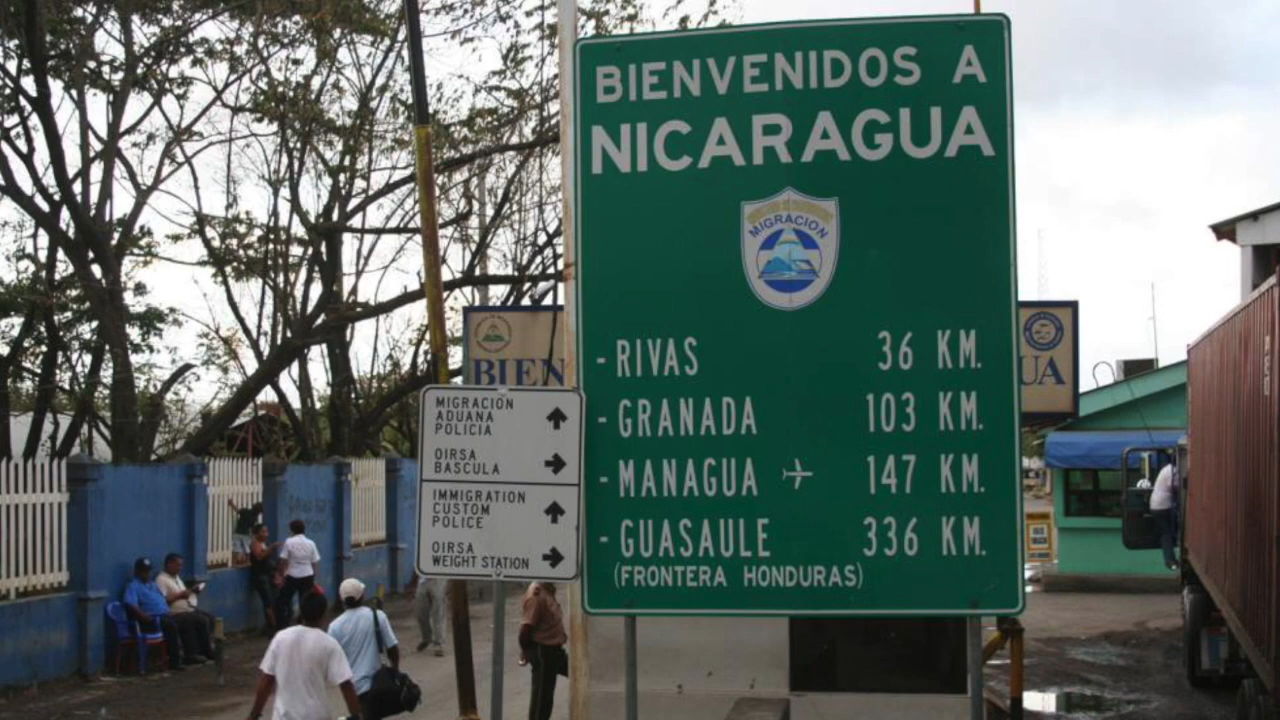 BIENVENIDOS A
NICARAGUA
MIGRACION
- RIVAS 36 KM.
- GRANADA 103 KM.
- MANAGUA 147 KM.
- GUASAULE 336 KM.
(FRONTERA HONDURAS)
BIEN
UA
MIGRACION
ADUANA
POLICIA
OIRSA
BASCULA
IMMIGRATION
CUSTOM
POLICE
OIRSA
WEIGHT STATION